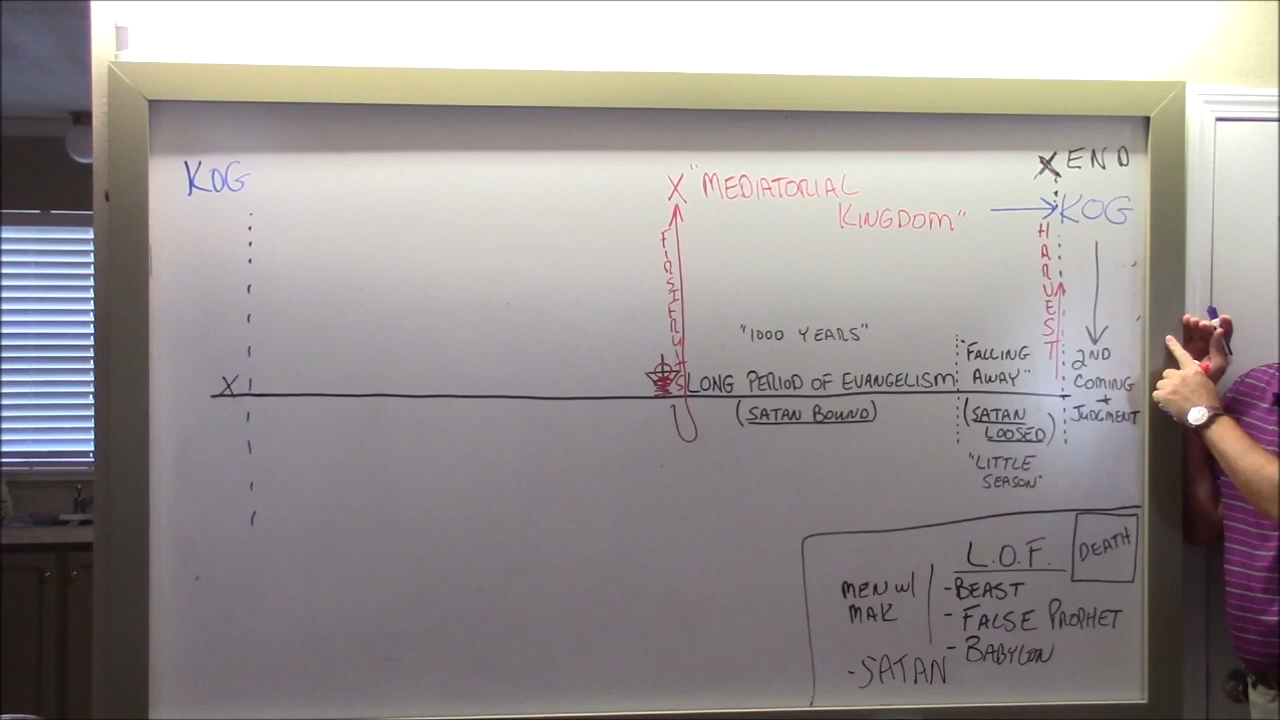 KOG
X "MEDIATORIAL
KINGDOM"
X END
KOG
FIRSTFRUITS
HARVEST
"1000 YEARS"
X
LONG PERIOD OF EVANGELISM
(SATAN BOUND)
"FALLING
AWAY"
(SATAN
LOOSED)
"LITTLE
SEASON"
2ND
COMING
+
JUDGMENT
L.O.F.
DEATH
MEN W/
MAR
- BEAST
- FALSE PROPHET
- BABYLON
- SATAN